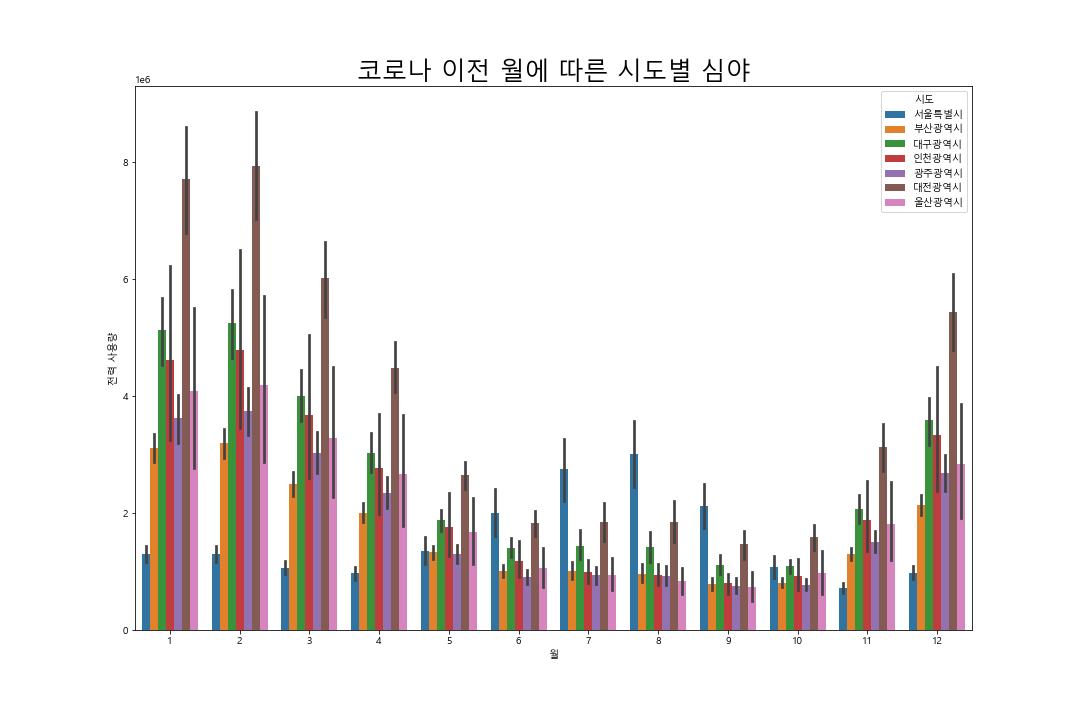 코로나 이전 월에 따른 시도별 심야
1e6
8
6
4
2
0
전력 사용량
1 2 3 4 5 6 7 8 9 10 11 12
월
시도
서울특별시
부산광역시
대구광역시
인천광역시
광주광역시
대전광역시
울산광역시